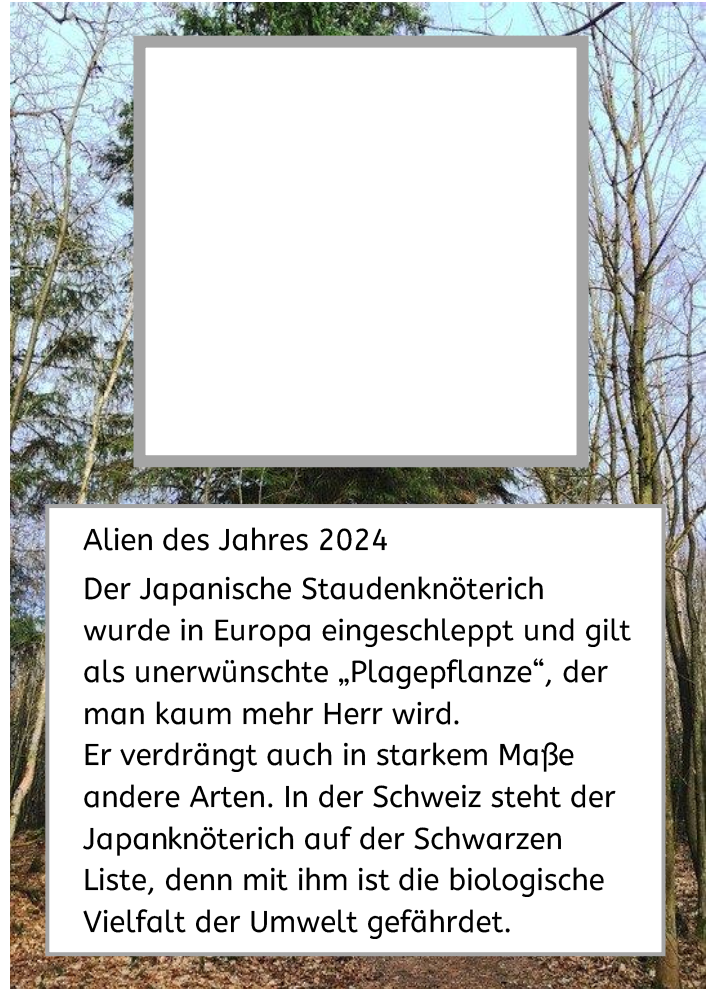 Alien des Jahres 2024
Der Japanische Staudenknöterich
wurde in Europa eingeschleppt und gilt
als unerwünschte „Plagepflanze“, der
man kaum mehr Herr wird.
Er verdrängt auch in starkem Maße
andere Arten. In der Schweiz steht der
Japanknöterich auf der Schwarzen
Liste, denn mit ihm ist die biologische
Vielfalt der Umwelt gefährdet.